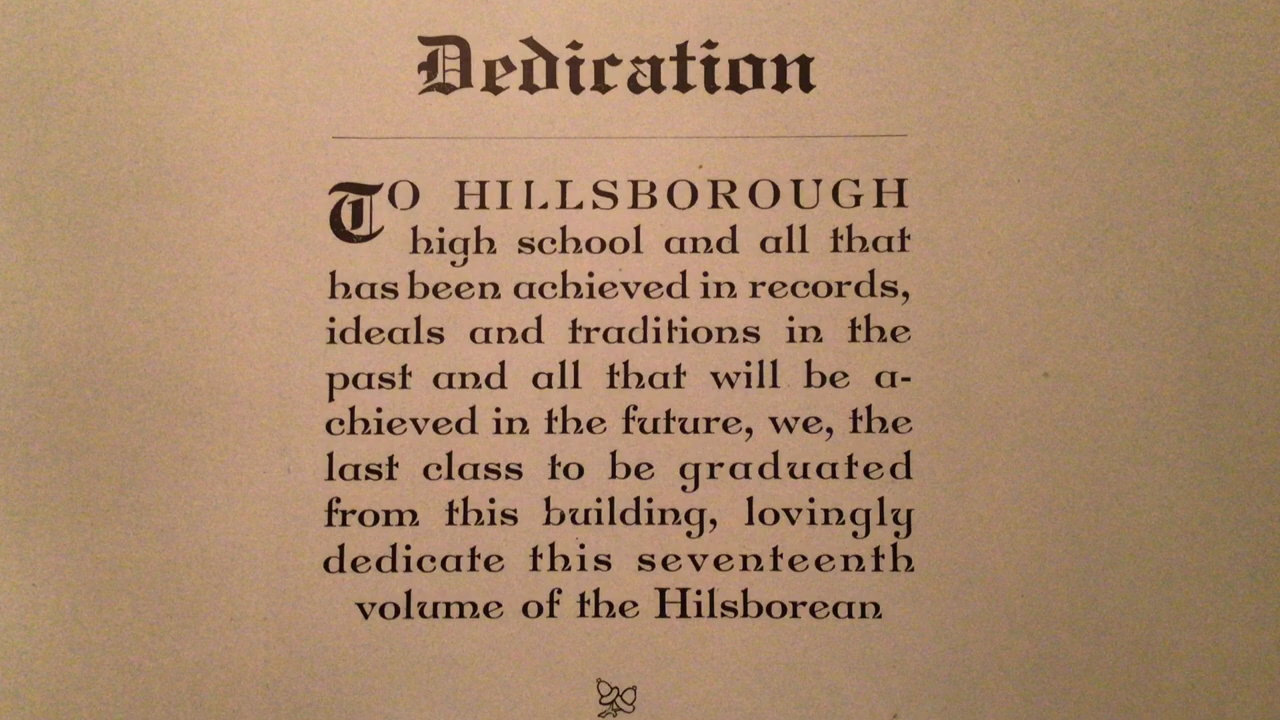 Dedication
TO HILLSBOROUGH
high school and all that
has been achieved in records,
ideals and traditions in the
past and all that will be a-
chieved in the future, we, the
last class to be graduated
from this building, lovingly
dedicate this seventeenth
volume of the Hilsborean